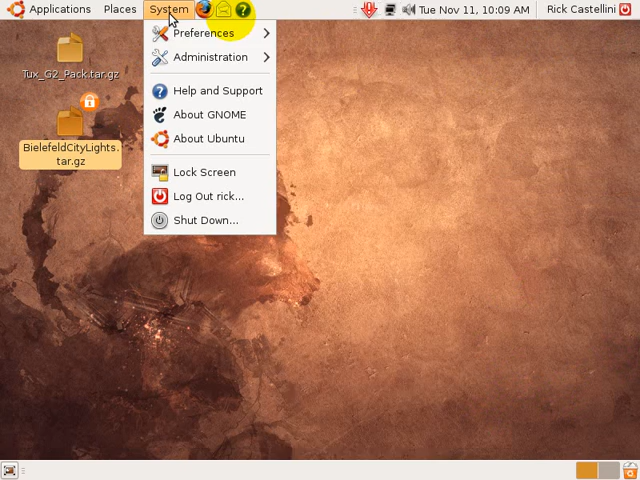 Applications Places System Tue Nov 11, 10:09 AM Rick Castellini
Preferences
Administration
Help and Support
About GNOME
About Ubuntu
Lock Screen
Log Out rick...
Shut Down...
Tux_G2_Pack.tar.gz
BielefeldCityLights.
tar.gz